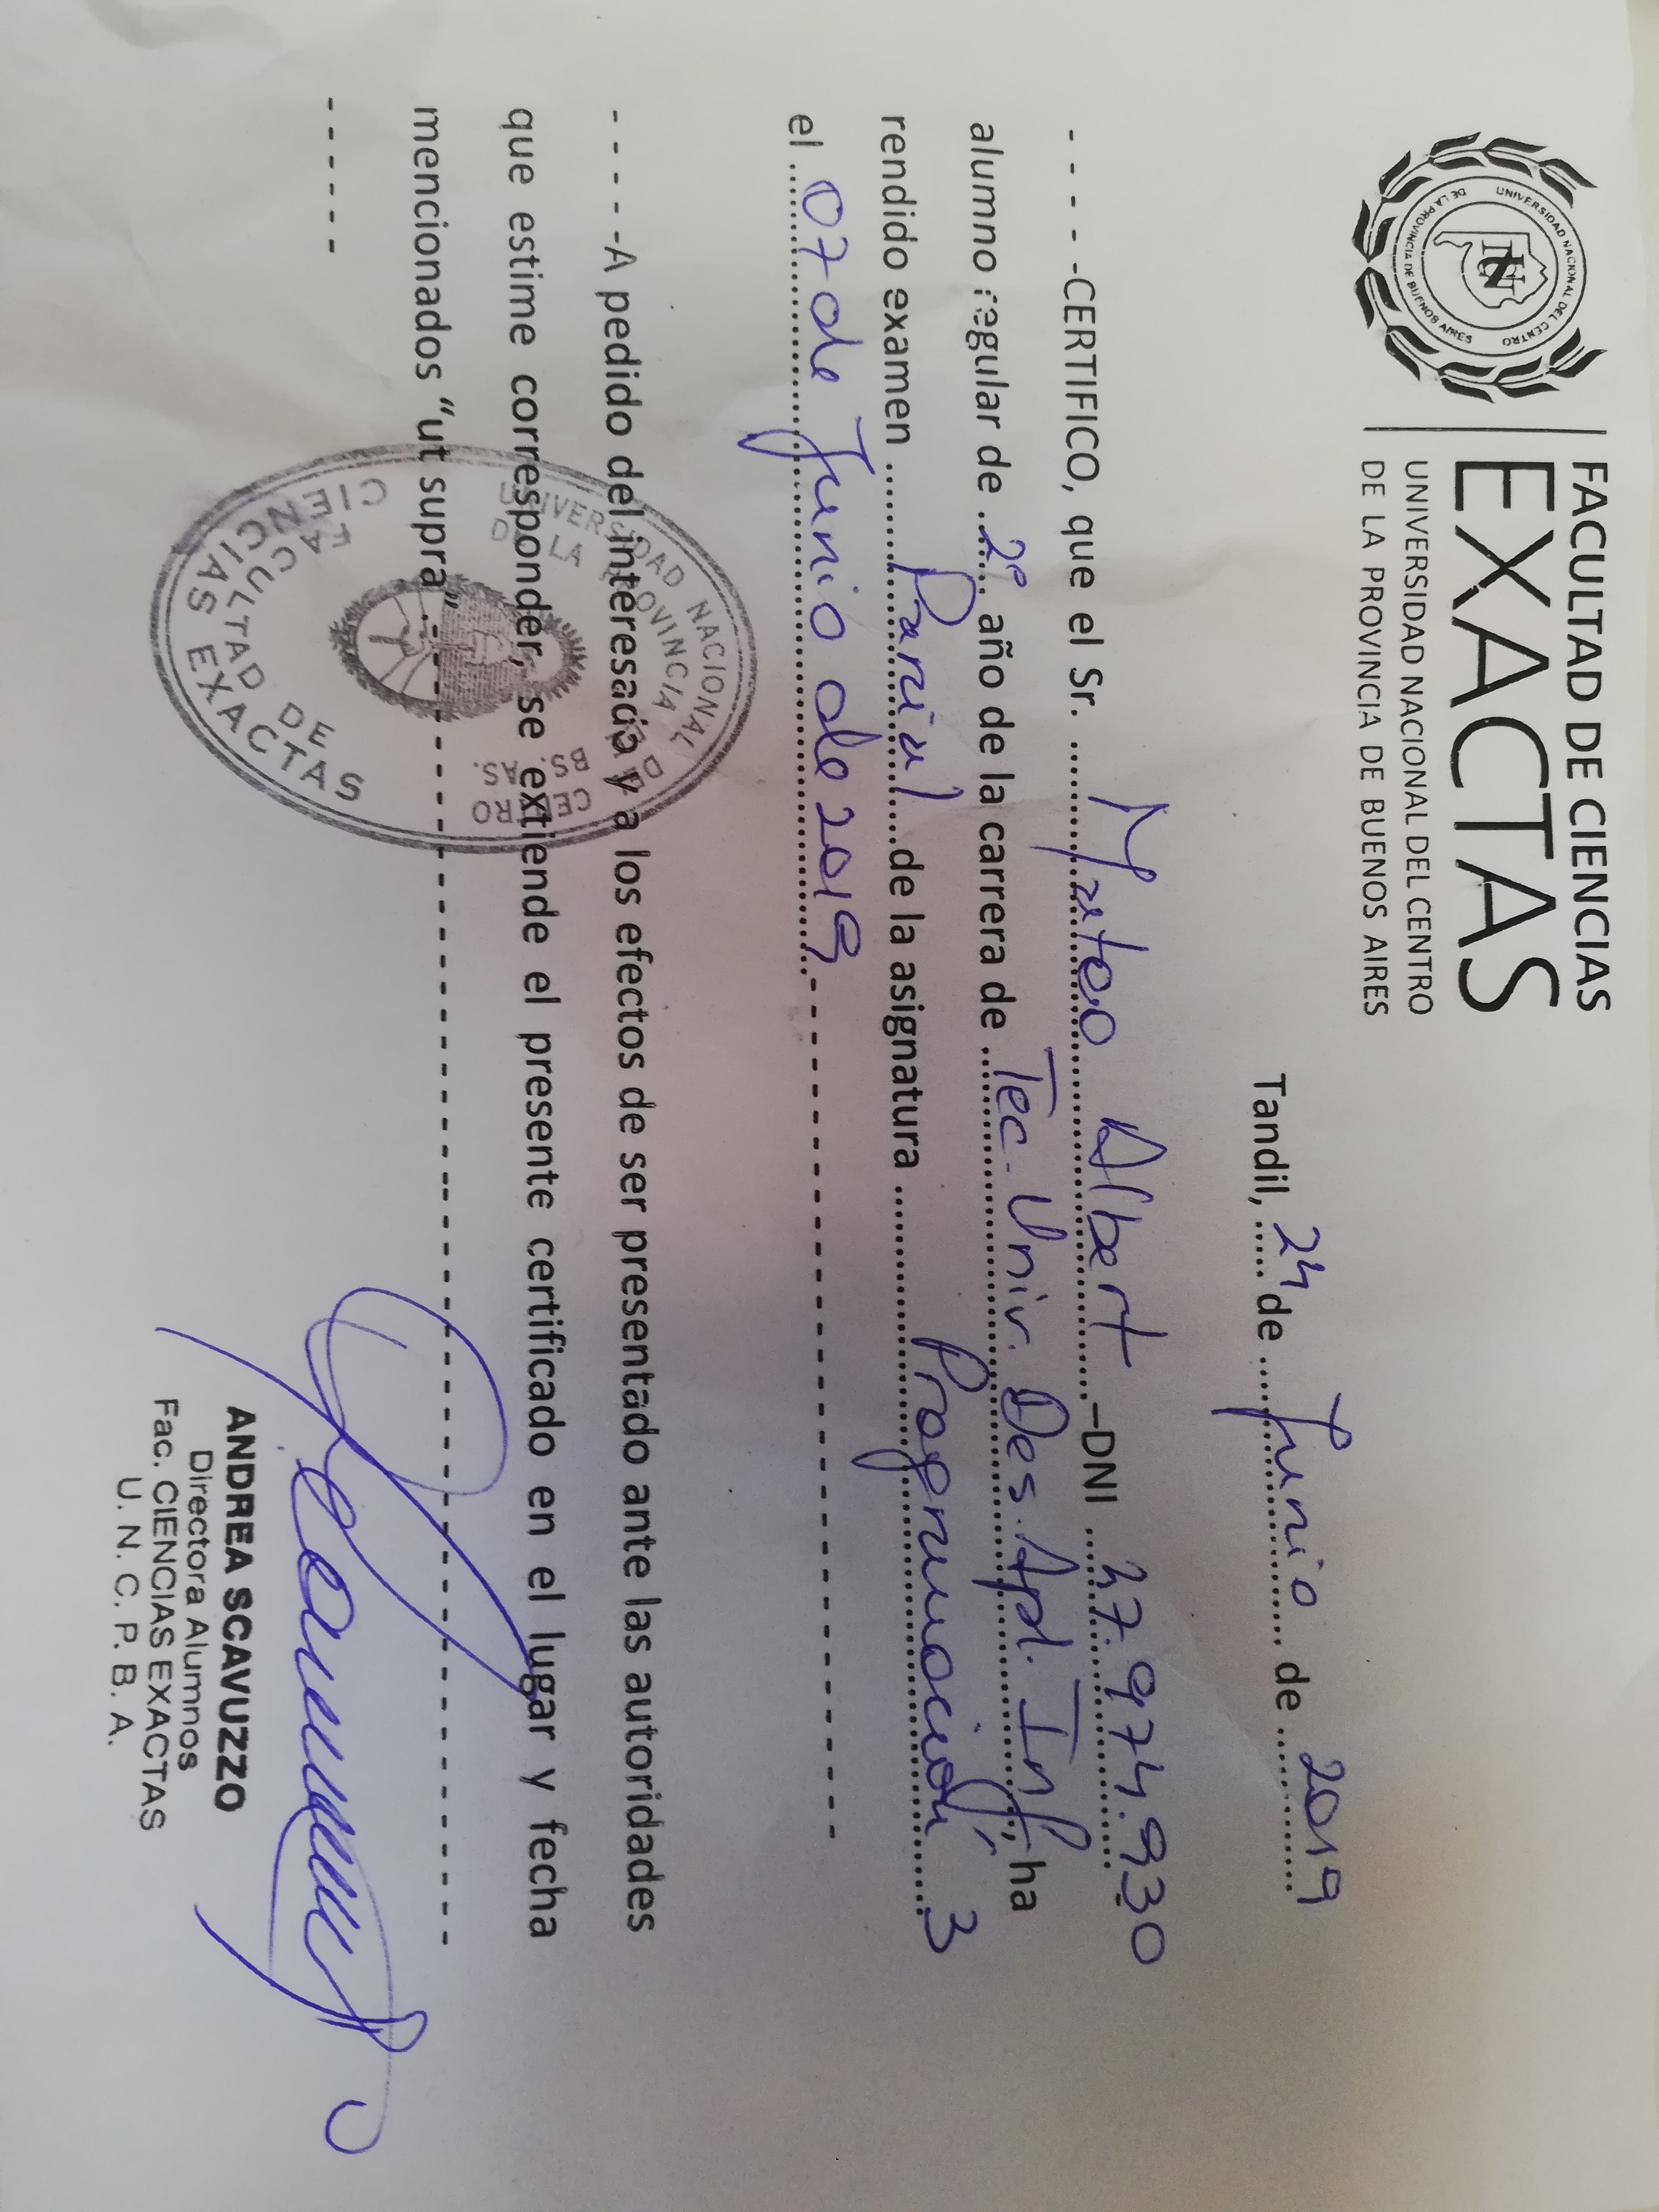 FACULTAD DE CIENCIAS
EXACTAS
UNIVERSIDAD NACIONAL DEL CENTRO
DE LA PROVINCIA DE BUENOS AIRES
UNIVERSIDAD NACIONAL DEL CENTRO
DE LA PROVINCIA DE BUENOS AIRES
Tandil, ..24.. de ....Junio.... de ....2019....
- - - - -CERTIFICO, que el Sr. ....Mateo Albert....–DNI ....47.974.930....
alumno regular de ..2º.. año de la carrera de ....Tec. Univ. Des. Apl. Inf...., ha
rendido examen ....Parcial....de la asignatura ....Programación 3....
el ....07 de Junio de 2019....- - - - - - - - - - - - - - - - - - - - - - -
- - - - -A pedido del interesado y a los efectos de ser presentado ante las autoridades
que estime corresponder, se extiende el presente certificado en el lugar y fecha
mencionados “ut supra”.- - - - - - - - - - - - - - - - - - - - - - - - - - - - - -
- - - - -
UNIVERSIDAD NACIONAL DEL CENTRO
DE LA PROVINCIA BS. AS.
FACULTAD DE
CIENCIAS EXACTAS
ANDREA SCAVUZZO
Directora Alumnos
Fac. CIENCIAS EXACTAS
U. N. C. P. B. A.